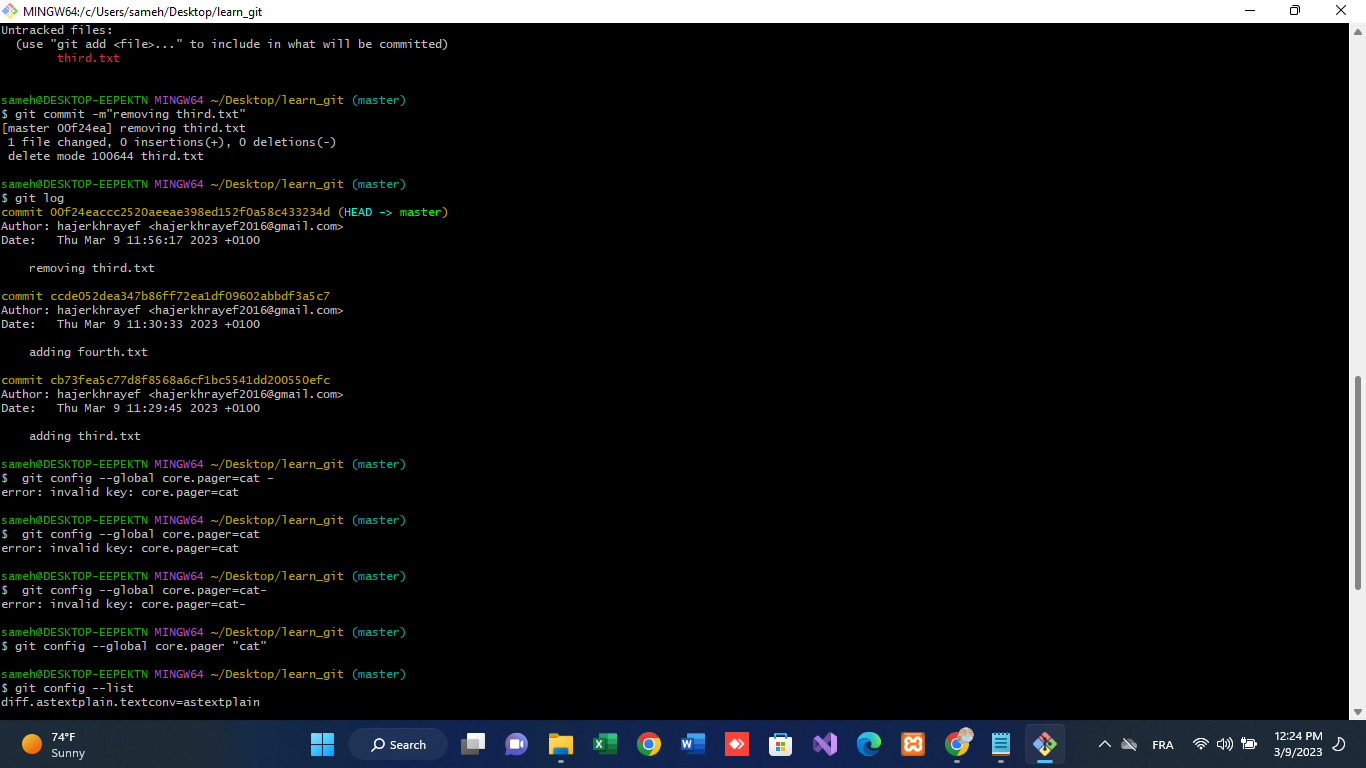 MINGW64:/c/Users/sameh/Desktop/learn_git
Untracked files:
(use "git add <file>..." to include in what will be committed)
third.txt
sameh@DESKTOP-EEPEKTN MINGW64 ~/Desktop/learn_git (master)
$ git commit -m"removing third.txt"
[master 00f24ea] removing third.txt
1 file changed, 0 insertions(+), 0 deletions(-)
delete mode 100644 third.txt
sameh@DESKTOP-EEPEKTN MINGW64 ~/Desktop/learn_git (master)
$ git log
commit 00f24eaccc2520aeeae398ed152f0a58c433234d (HEAD -> master)
Author: hajerkhrayef <hajerkhrayef2016@gmail.com>
Date:   Thu Mar 9 11:56:17 2023 +0100
removing third.txt
commit ccde052dea347b86ff72ea1df09602abbdf3a5c7
Author: hajerkhrayef <hajerkhrayef2016@gmail.com>
Date:   Thu Mar 9 11:30:33 2023 +0100
adding fourth.txt
commit cb73fea5c77d8f8568a6cf1bc5541dd200550efc
Author: hajerkhrayef <hajerkhrayef2016@gmail.com>
Date:   Thu Mar 9 11:29:45 2023 +0100
adding third.txt
sameh@DESKTOP-EEPEKTN MINGW64 ~/Desktop/learn_git (master)
$  git config --global core.pager=cat -
error: invalid key: core.pager=cat
sameh@DESKTOP-EEPEKTN MINGW64 ~/Desktop/learn_git (master)
$  git config --global core.pager=cat
error: invalid key: core.pager=cat
sameh@DESKTOP-EEPEKTN MINGW64 ~/Desktop/learn_git (master)
$  git config --global core.pager=cat-
error: invalid key: core.pager=cat-
sameh@DESKTOP-EEPEKTN MINGW64 ~/Desktop/learn_git (master)
$ git config --global core.pager "cat"
sameh@DESKTOP-EEPEKTN MINGW64 ~/Desktop/learn_git (master)
$ git config --list
diff.astextplain.textconv=astextplain
74°F
Sunny
Search
FRA
12:24 PM
3/9/2023